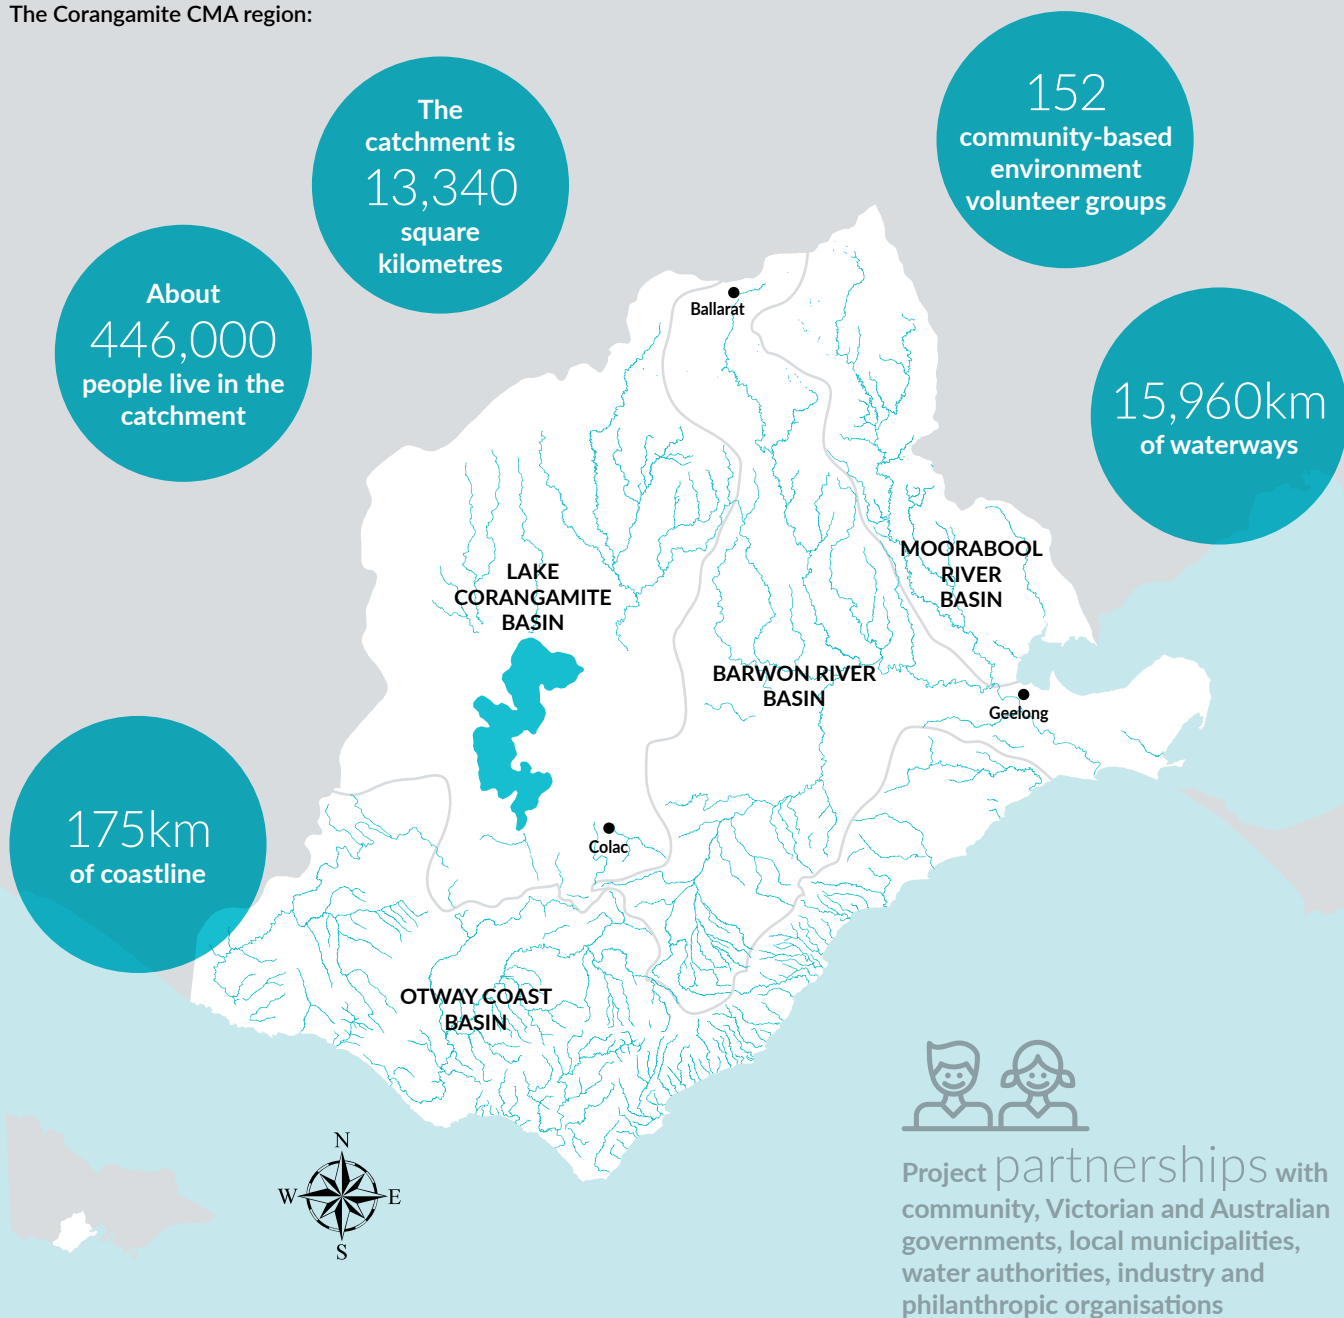 The Corangamite CMA region:
The
catchment is
13,340
square
kilometres
152
community-based
environment
volunteer groups
About
446,000
people live in the
catchment
15,960km
of waterways
Ballarat
MOORABOOL
RIVER
BASIN
LAKE
CORANGAMITE
BASIN
BARWON RIVER
BASIN
Geelong
175km
of coastline
Colac
OTWAY COAST
BASIN
N
W
E
S
Project partnerships with
community, Victorian and Australian
governments, local municipalities,
water authorities, industry and
philanthropic organisations